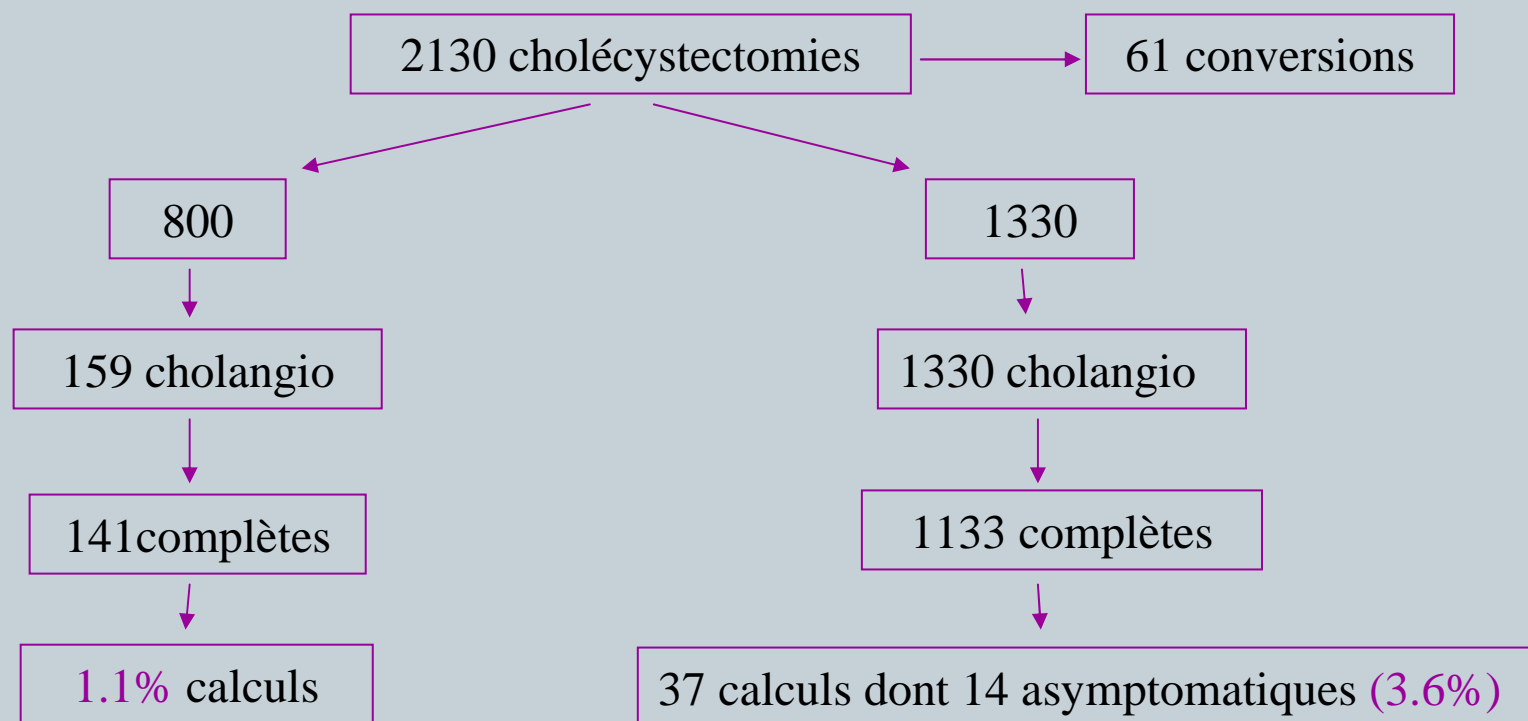 2130 cholécystectomies
61 conversions
800
1330
159 cholangio
1330 cholangio
141complètes
1133 complètes
1.1% calculs
37 calculs dont 14 asymptomatiques (3.6%)